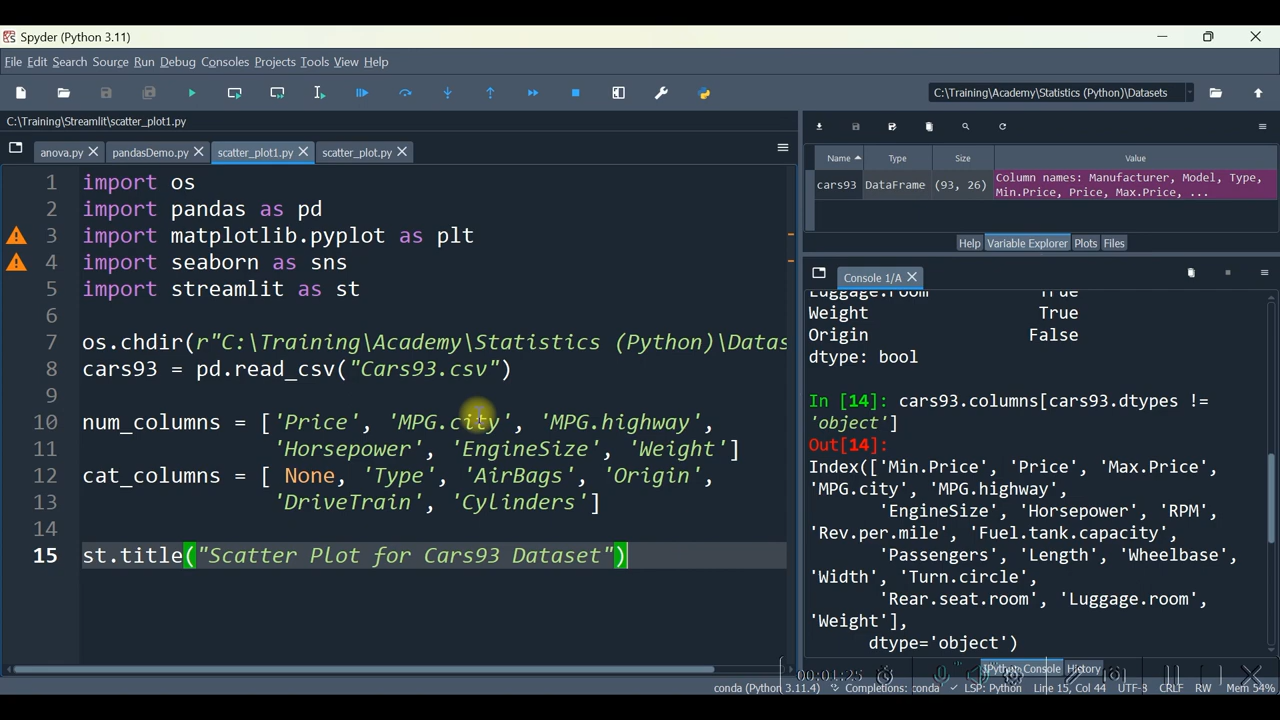 Spyder (Python 3.11)
File Edit Search Source Run Debug Consoles Projects Tools View Help
C:\Training\Academy\Statistics (Python)\Datasets
C:\Training\Streamlit\scatter_plot1.py
anova.py pandasDemo.py scatter_plot1.py scatter_plot.py
1 import os
2 import pandas as pd
3 import matplotlib.pyplot as plt
4 import seaborn as sns
5 import streamlit as st
6
7 os.chdir(r"C:\Training\Academy\Statistics (Python)\Datas
8 cars93 = pd.read_csv("Cars93.csv")
9
10 num_columns = ['Price', 'MPG.city', 'MPG.highway',
11 'Horsepower', 'EngineSize', 'Weight']
12 cat_columns = [ None, 'Type', 'AirBags', 'Origin',
13 'DriveTrain', 'Cylinders']
14
15 st.title("Scatter Plot for Cars93 Dataset")
Name Type Size Value
cars93 DataFrame (93, 26) Column names: Manufacturer, Model, Type,
Min.Price, Price, Max.Price, ...
Help Variable Explorer Plots Files
Console 1/A
Luggage.room True
Weight True
Origin False
dtype: bool
In [14]: cars93.columns[cars93.dtypes !=
'object']
Out[14]:
Index(['Min.Price', 'Price', 'Max.Price',
'MPG.city', 'MPG.highway',
'EngineSize', 'Horsepower', 'RPM',
'Rev.per.mile', 'Fuel.tank.capacity',
'Passengers', 'Length', 'Wheelbase',
'Width', 'Turn.circle',
'Rear.seat.room', 'Luggage.room',
'Weight'],
dtype='object')
00:01:25
IPython Console History
conda (Python 3.11.4) Completions: conda LSP: Python Line 15, Col 44 UTF-8 CRLF RW Mem 54%